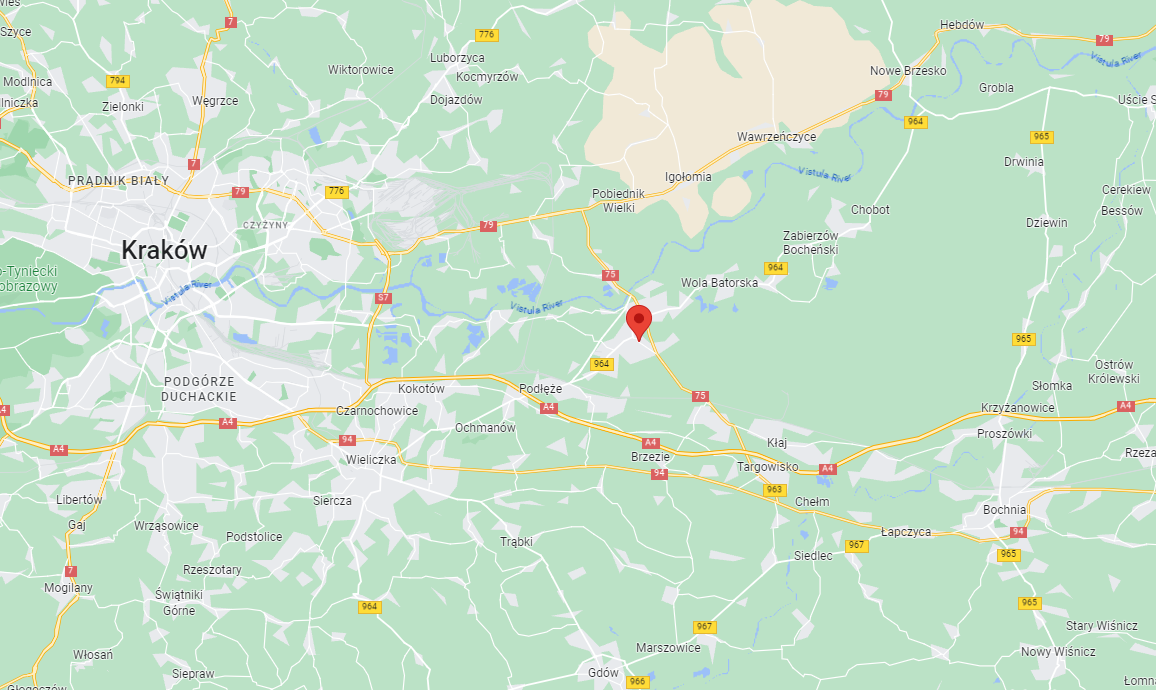 Hebdów
Szyce
7
776
79
Luborzyca
Vistula River
Wiktorowice
Kocmyrzów
Nowe Brzesko
Modlnica
794
Grobla
lniczka
Zielonki
Węgrzce
Dojazdów
79
Uście S
964
Wawrzeńczyce
965
7
Drwinia
PRĄDNIK BIAŁY
Igołomia
Vistula River
79
776
Pobiednik
Wielki
Cerekiew
Chobot
Bessów
CZYŻYNY
79
Dziewin
Kraków
Zabierzów
Bocheński
o-Tyniecki
obrazowy
75
964
Vistula River
Wola Batorska
S7
Vistula River
965
964
Ostrów
Królewski
PODGÓRZE
DUCHACKIE
Kokotów
Podłęże
Słomka
75
A4
Czarnochowice
A4
Krzyżanowice
A4
A4
Ochmanów
Proszówki
94
A4
Kłaj
A4
Wieliczka
Brzezie
Targowisko
A4
Rzeza
94
963
Libertów
Siercza
Chełm
Bochnia
Gaj
Wrząsowice
Podstolice
Trąbki
Łapczyca
94
967
Siedlec
965
7
Rzeszotary
Mogilany
Świątniki
Górne
964
965
967
Stary Wiśnicz
Włosań
Marszowice
Nowy Wiśnicz
Siepraw
Gdów
966
Łomna
Głogoczów